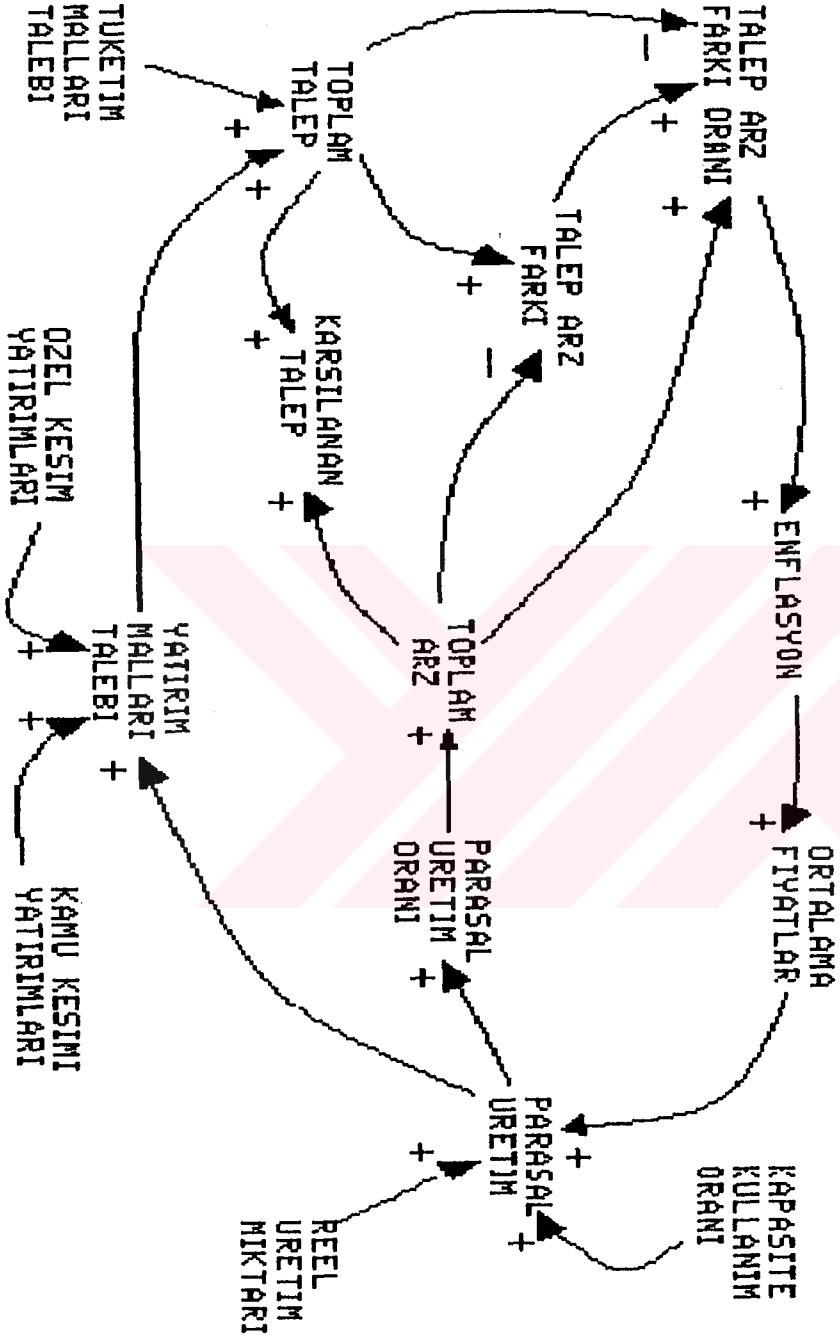 TALEP ARZ
FARKI ORANI
+
+
-
ENFLASYON
+
ORTALAMA
FIYATLAR
+
KAPASITE
KULLANIM
ORANI
TALEP ARZ
FARKI
+
-
PARASAL
URETIM
+
+
+
TOPLAM
TALEP
+
+
KARSILANAN
TALEP
+
+
TOPLAM
ARZ
+
PARASAL
URETIM
ORANI
+
REEL
URETIM
MIKTARI
TUKETIM
MALLARI
TALEBI
YATIRIM
MALLARI
TALEBI
+
+
+
OZEL KESIM
YATIRIMLARI
KAMU KESIMI
YATIRIMLARI